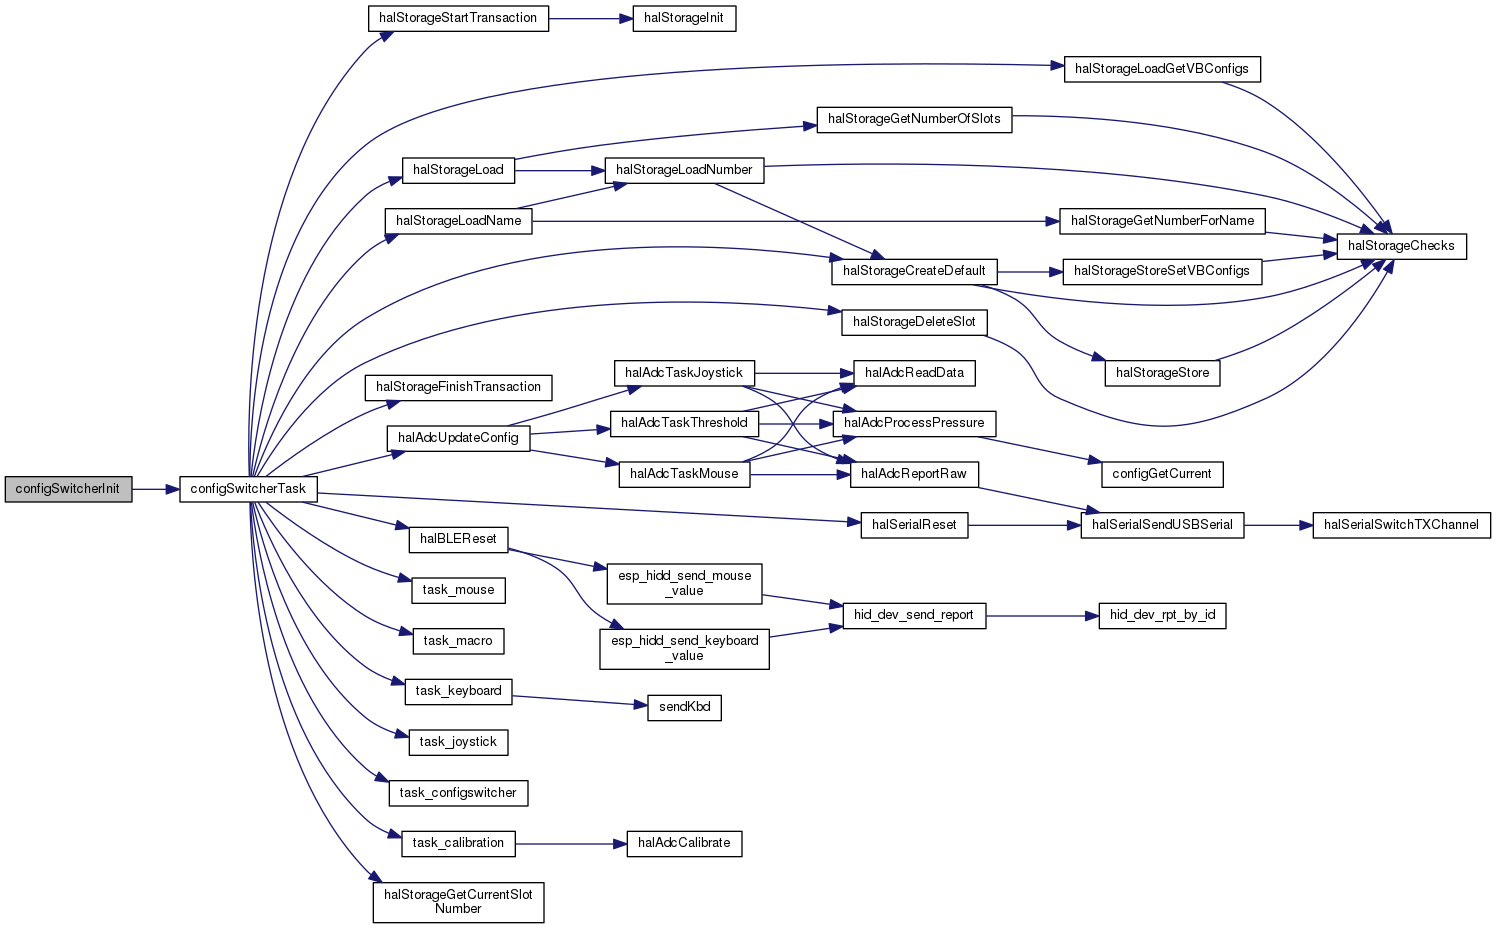 halStorageStartTransaction
halStorageInit
halStorageLoadGetVBConfigs
halStorageGetNumberOfSlots
halStorageLoad
halStorageLoadNumber
halStorageLoadName
halStorageGetNumberForName
halStorageChecks
halStorageCreateDefault
halStorageStoreSetVBConfigs
halStorageDeleteSlot
halStorageFinishTransaction
halAdcTaskJoystick
halAdcReadData
halStorageStore
halAdcUpdateConfig
halAdcTaskThreshold
halAdcProcessPressure
halAdcTaskMouse
halAdcReportRaw
configGetCurrent
configSwitcherInit
configSwitcherTask
halSerialReset
halSerialSendUSBSerial
halSerialSwitchTXChannel
halBLEReset
task_mouse
esp_hidd_send_mouse
_value
hid_dev_send_report
hid_dev_rpt_by_id
task_macro
esp_hidd_send_keyboard
_value
task_keyboard
sendKbd
task_joystick
task_configswitcher
task_calibration
halAdcCalibrate
halStorageGetCurrentSlot
Number